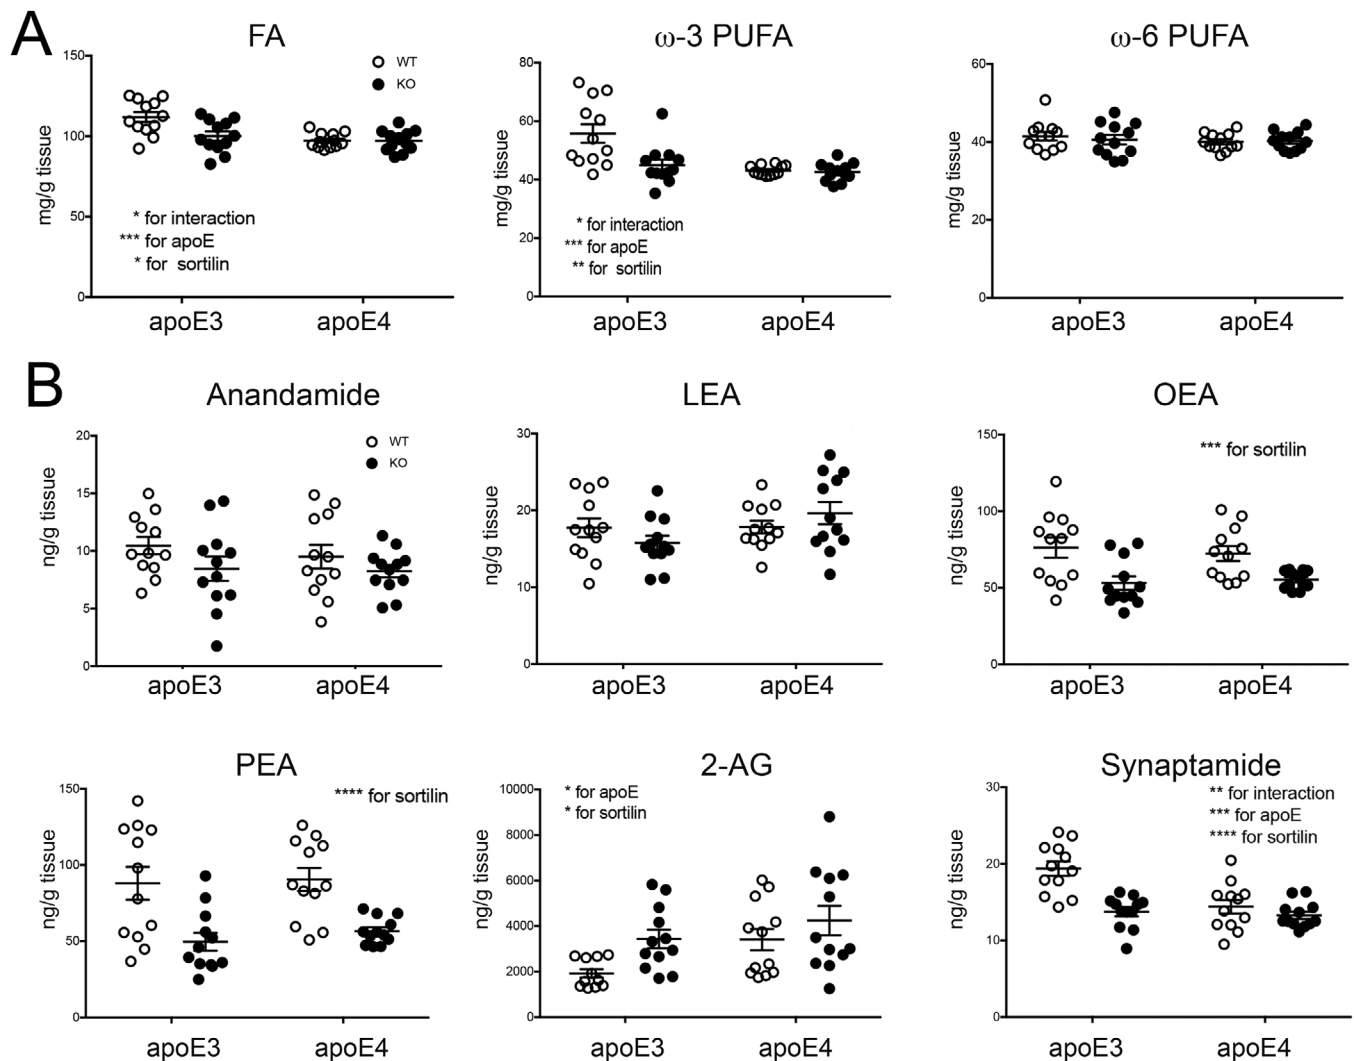 A
FA
ω-3 PUFA
ω-6 PUFA
150
100
50
0
mg/g tissue
WT
KO
* for interaction
*** for apoE
* for sortilin
apoE3
apoE4
80
60
40
20
0
mg/g tissue
* for interaction
*** for apoE
** for sortilin
apoE3
apoE4
60
40
20
0
mg/g tissue
apoE3
apoE4
B
Anandamide
LEA
OEA
20
15
10
5
0
ng/g tissue
WT
KO
apoE3
apoE4
30
20
10
0
ng/g tissue
apoE3
apoE4
150
100
50
0
ng/g tissue
*** for sortilin
apoE3
apoE4
PEA
2-AG
Synaptamide
150
100
50
0
ng/g tissue
**** for sortilin
apoE3
apoE4
10000
8000
6000
4000
2000
0
ng/g tissue
* for apoE
* for sortilin
apoE3
apoE4
30
20
10
0
ng/g tissue
** for interaction
*** for apoE
**** for sortilin
apoE3
apoE4